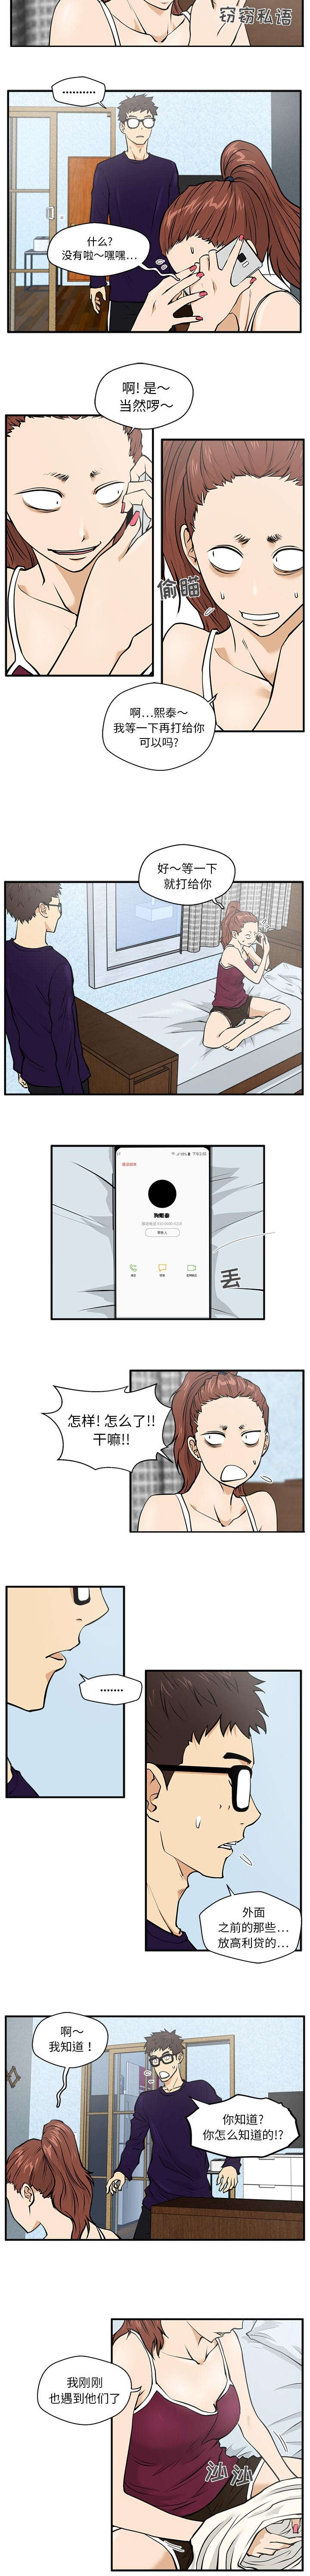 窃窃私语
..........
什么?
没有啦～嘿嘿...
啊! 是～
当然啰～
偷瞄
啊...熙泰～
我等一下再打给你
可以吗?
好～等一下
就打给你
丢
怎样! 怎么了!!
干嘛!!
.......
外面
之前的那些...
放高利贷的...
啊～
我知道！
你知道?
你怎么知道的!?
我刚刚
也遇到他们了
沙沙